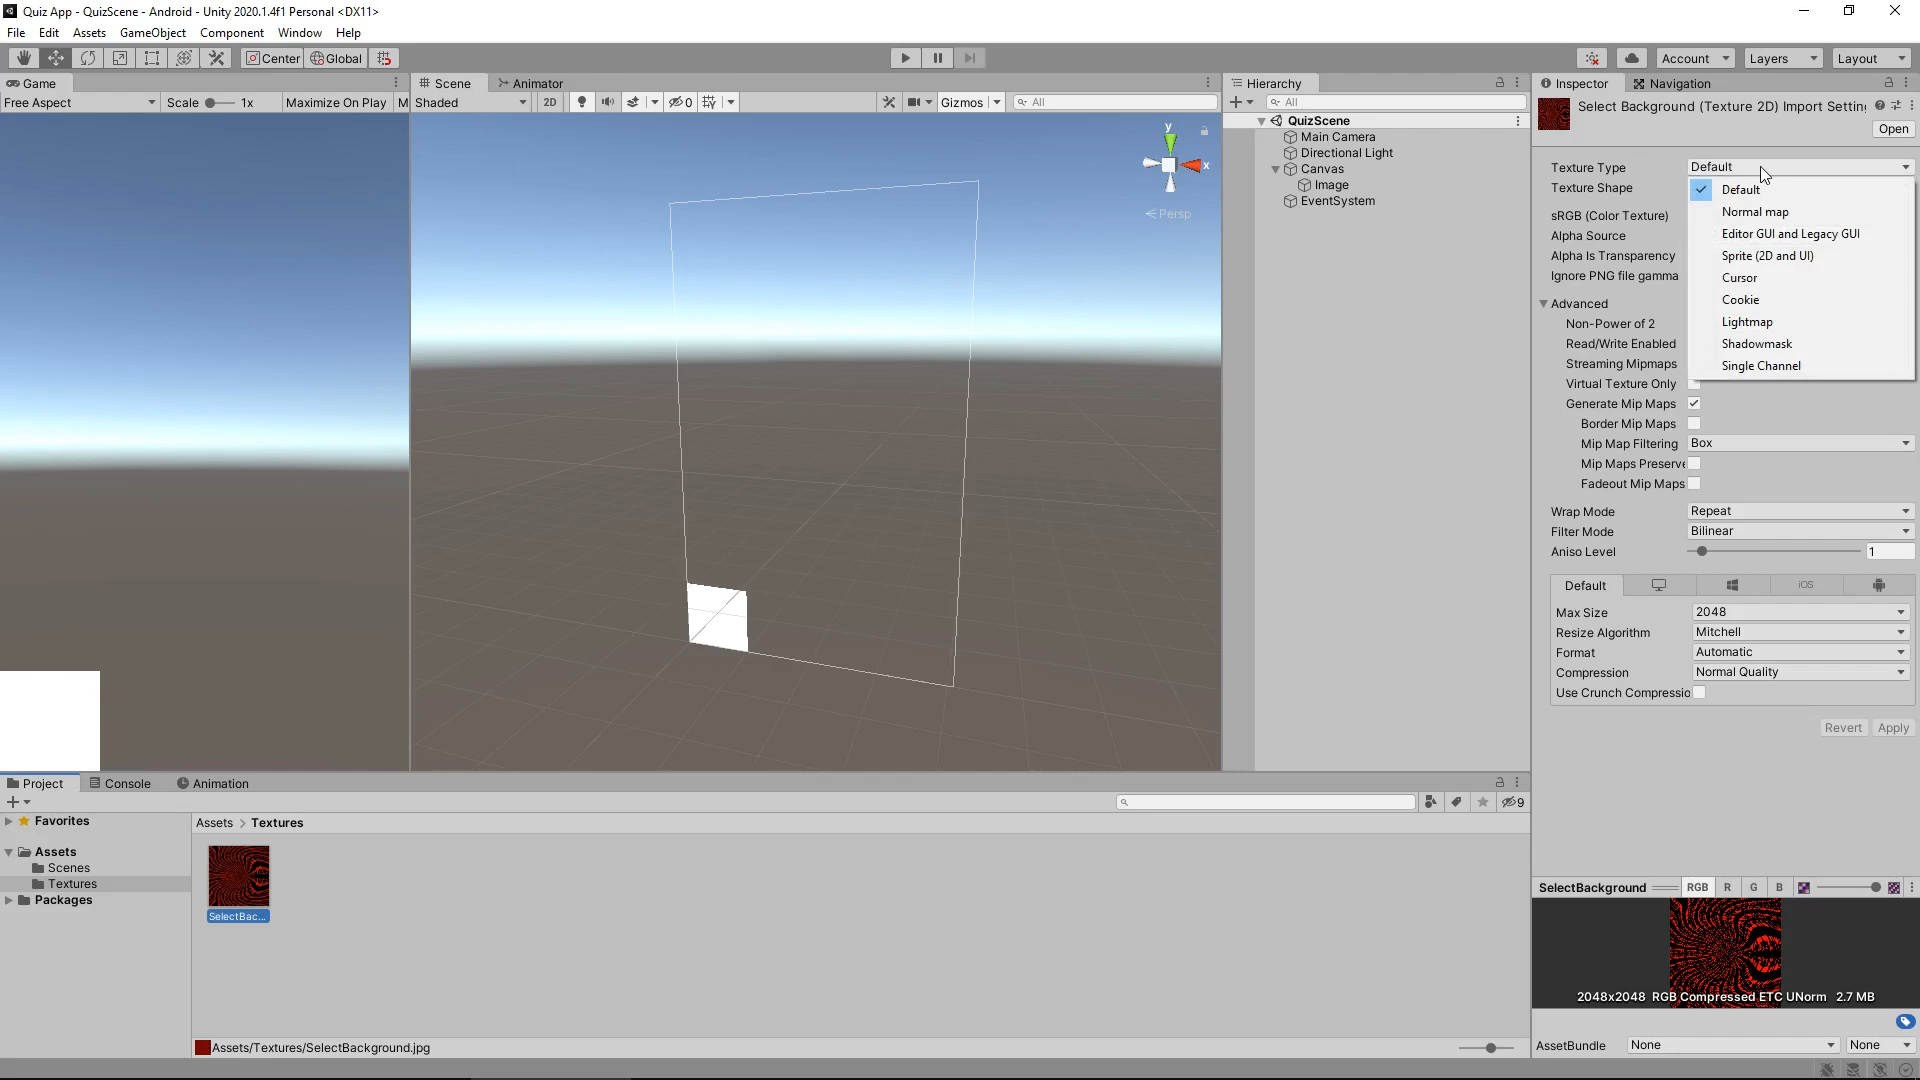 Quiz App - QuizScene - Android - Unity 2020.1.4f1 Personal <DX11>
File Edit Assets GameObject Component Window Help
Center Global Account Layers Layout
Game
Free Aspect Scale 1x Maximize On Play M
Scene Animator
Shaded 2D 0 Gizmos All
y
x
Persp
Hierarchy
All
QuizScene
Main Camera
Directional Light
Canvas
Image
EventSystem
Inspector Navigation
Select Background (Texture 2D) Import Settin
Open
Texture Type Default
Texture Shape
sRGB (Color Texture)
Alpha Source
Alpha Is Transparency
Ignore PNG file gamma
Default
Normal map
Editor GUI and Legacy GUI
Sprite (2D and UI)
Cursor
Cookie
Lightmap
Shadowmask
Single Channel
Advanced
Non-Power of 2
Read/Write Enabled
Streaming Mipmaps
Virtual Texture Only
Generate Mip Maps
Border Mip Maps
Mip Map Filtering Box
Mip Maps Preserve
Fadeout Mip Maps
Wrap Mode Repeat
Filter Mode Bilinear
Aniso Level 1
Default iOS
Max Size 2048
Resize Algorithm Mitchell
Format Automatic
Compression Normal Quality
Use Crunch Compressio
Revert Apply
Project Console Animation
9
Favorites
Assets
Scenes
Textures
Packages
Assets > Textures
SelectBac...
Assets/Textures/SelectBackground.jpg
SelectBackground RGB R G B
2048x2048 RGB Compressed ETC UNorm 2.7 MB
AssetBundle None None